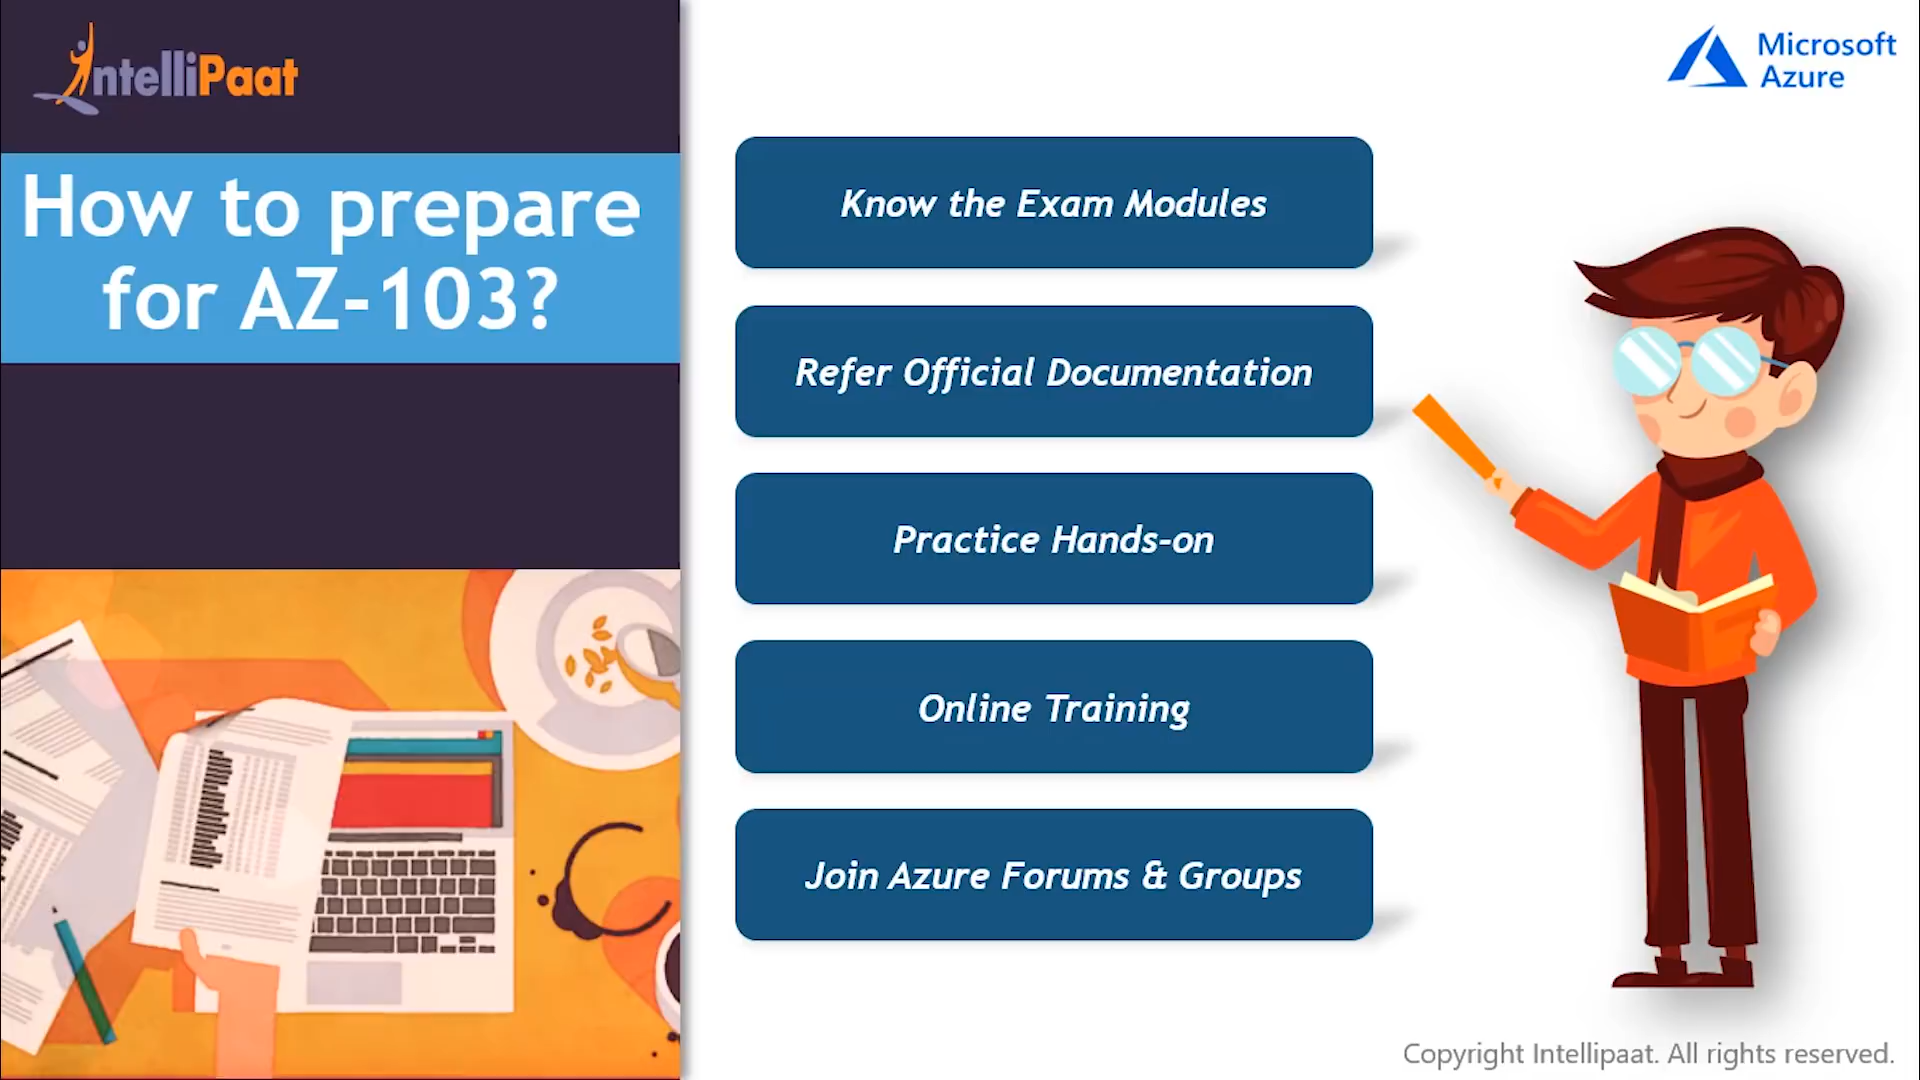 IntelliPaat
How to prepare
for AZ-103?
Microsoft
Azure
Know the Exam Modules
Refer Official Documentation
Practice Hands-on
Online Training
Join Azure Forums & Groups
Copyright Intellipaat. All rights reserved.